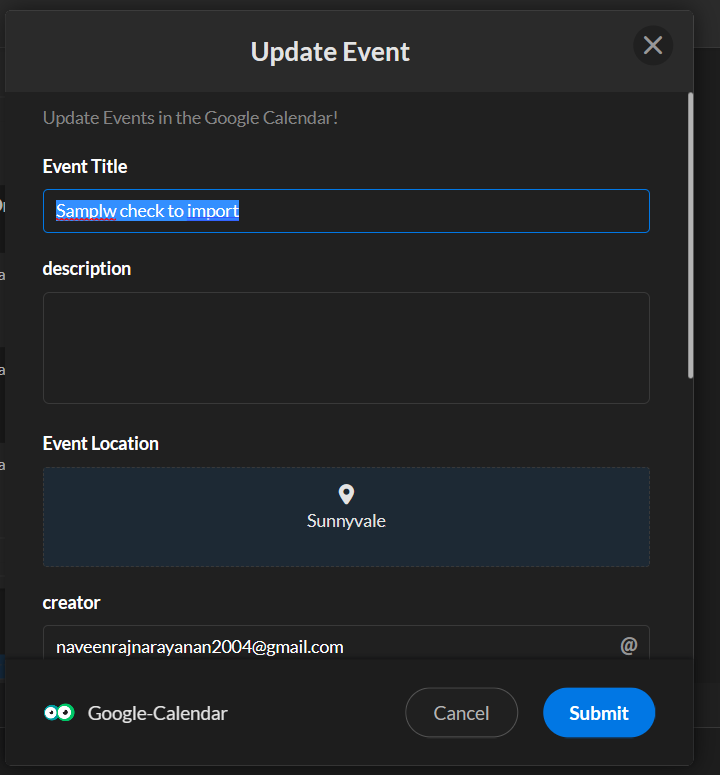 Update Event
Update Events in the Google Calendar!
Event Title
Samplw check to import
description
Event Location
Sunnyvale
creator
naveenrajnarayanan2004@gmail.com
@
Google-Calendar
Cancel
Submit